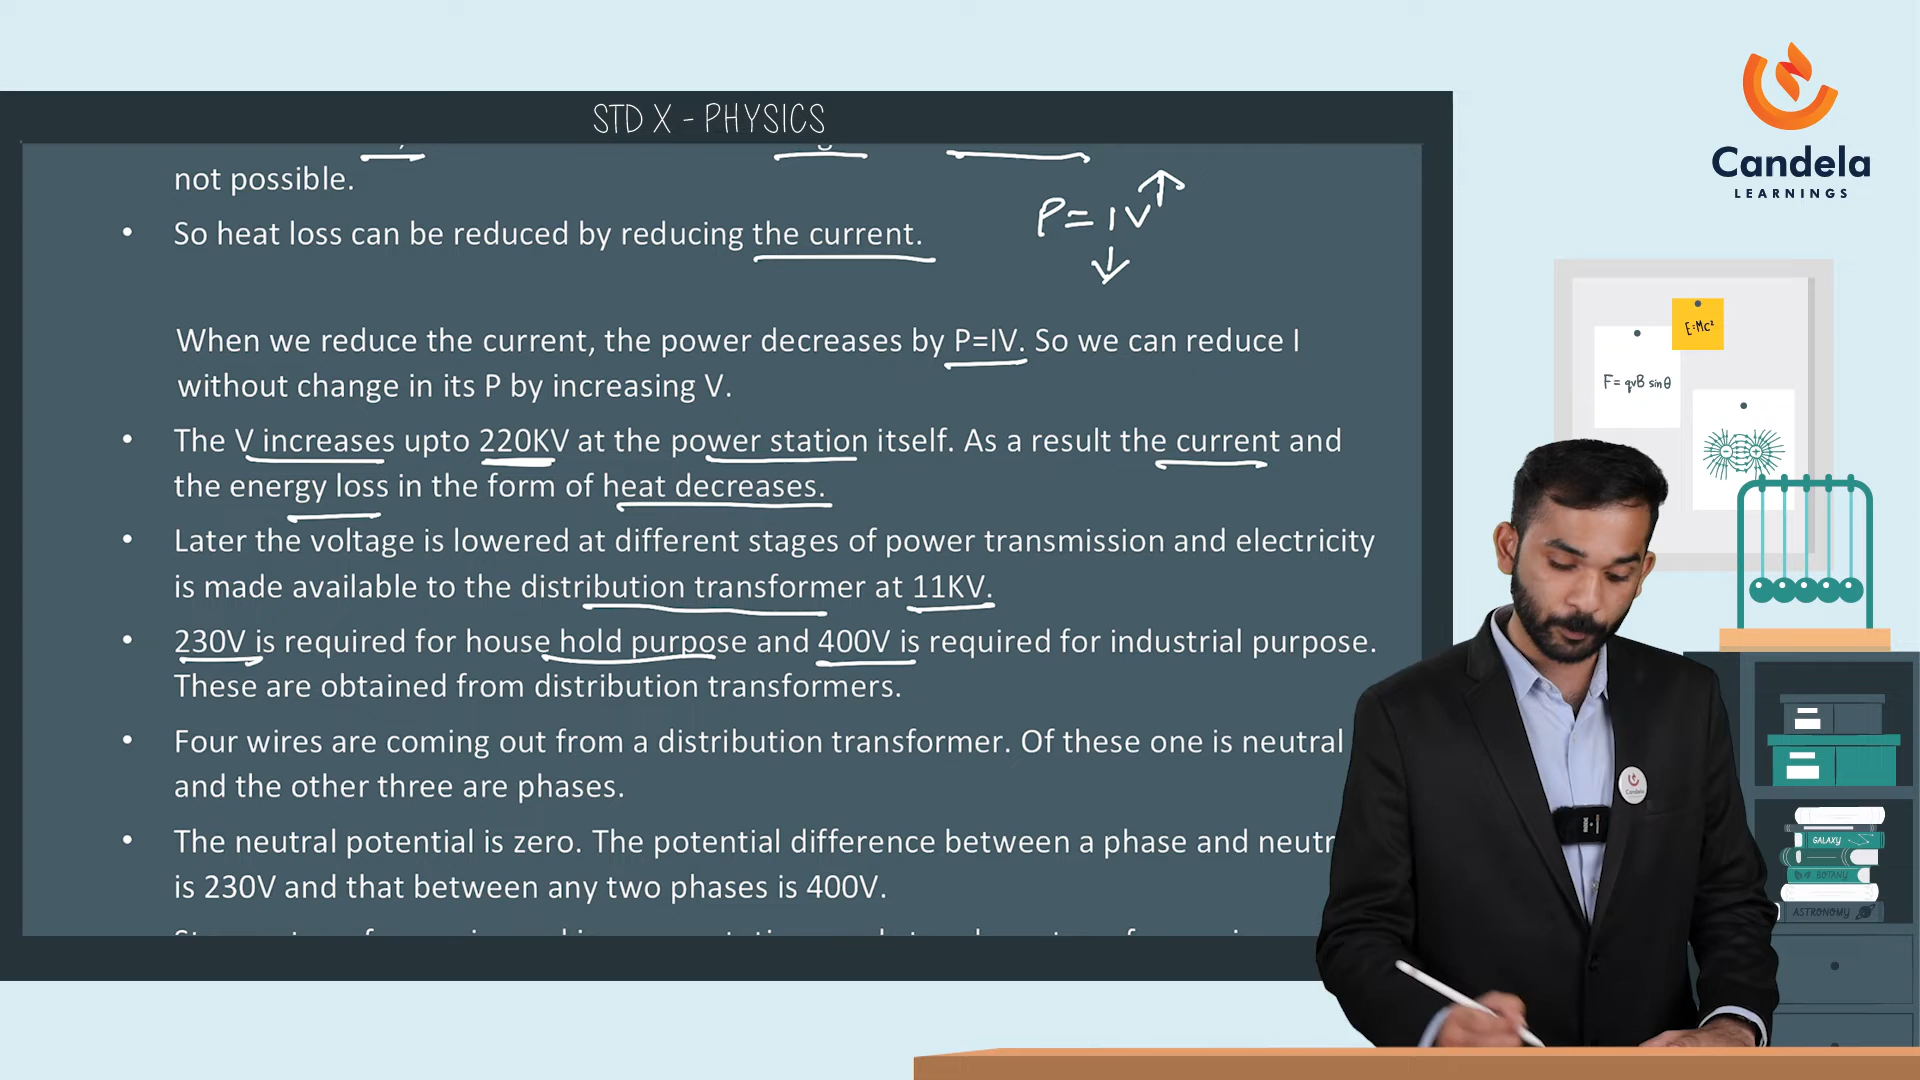 STD X - PHYSICS
not possible.
• So heat loss can be reduced by reducing the current.
P=IV
When we reduce the current, the power decreases by P=IV. So we can reduce I
without change in its P by increasing V.
• The V increases upto 220KV at the power station itself. As a result the current and
the energy loss in the form of heat decreases.
• Later the voltage is lowered at different stages of power transmission and electricity
is made available to the distribution transformer at 11KV.
• 230V is required for house hold purpose and 400V is required for industrial purpose.
These are obtained from distribution transformers.
• Four wires are coming out from a distribution transformer. Of these one is neutral
and the other three are phases.
• The neutral potential is zero. The potential difference between a phase and neutr
is 230V and that between any two phases is 400V.
Candela
LEARNINGS
E=Mc²
F= qvB sinθ
Candela
GALAXY
BOTANY
ASTRONOMY